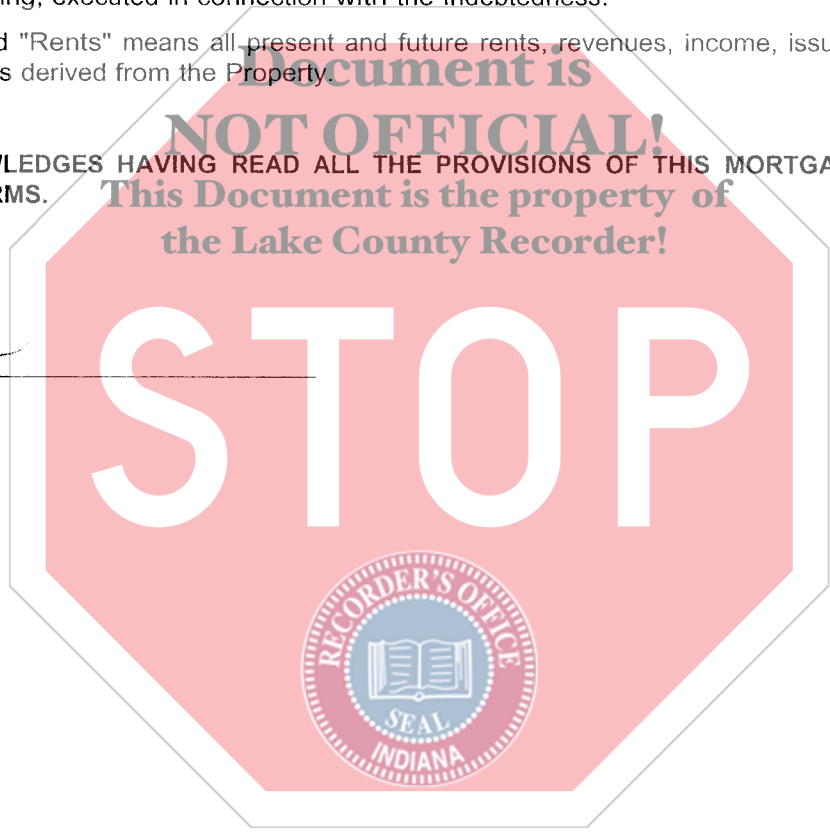 ing, executed in connection with the Indebtedness.
d "Rents" means all present and future rents, revenues, income, issu
s derived from the Property.
Document is
NOT OFFICIAL!
WLEDGES HAVING READ ALL THE PROVISIONS OF THIS MORTGA
RMS.
This Document is the property of
the Lake County Recorder!
STOP
RECORDER'S OFFICE
SEAL
INDIANA